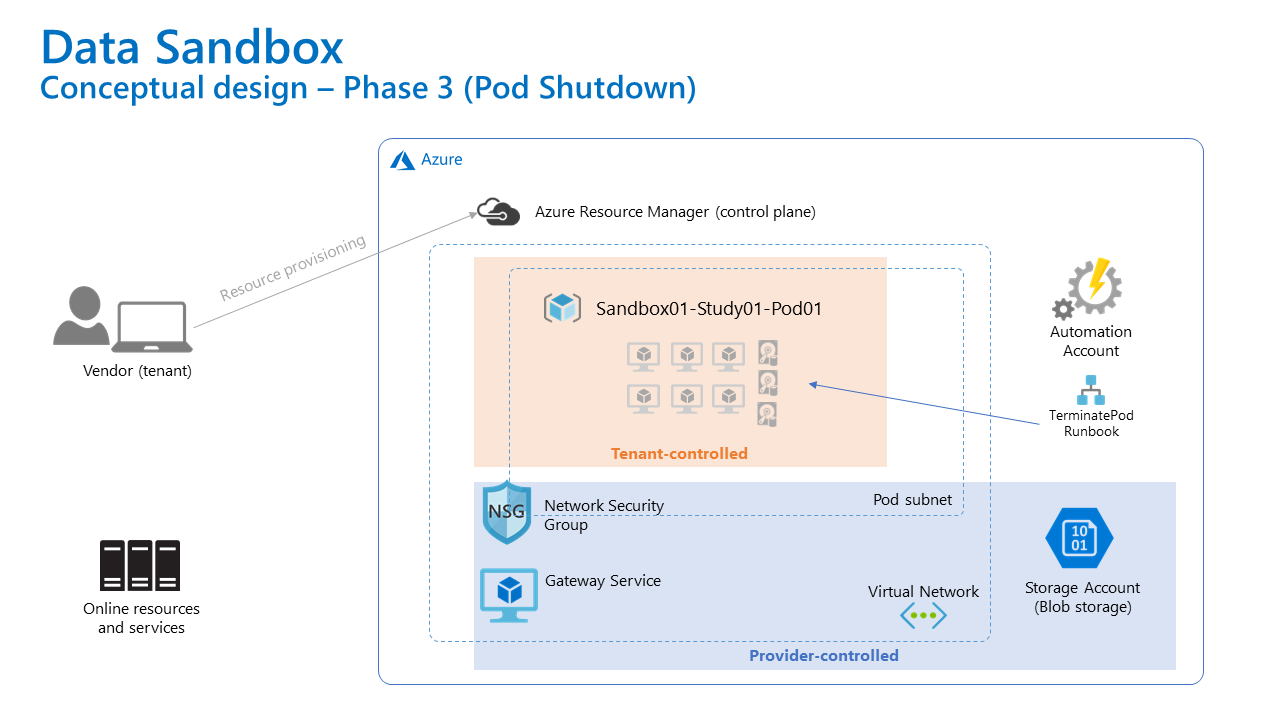 Data Sandbox
Conceptual design – Phase 3 (Pod Shutdown)
Azure
Azure Resource Manager (control plane)
Resource provisioning
Sandbox01-Study01-Pod01
Automation
Account
Vendor (tenant)
TerminatePod
Runbook
Tenant-controlled
NSG
Network Security
Group
Pod subnet
10
01
Gateway Service
Virtual Network
Storage Account
(Blob storage)
Online resources
and services
Provider-controlled